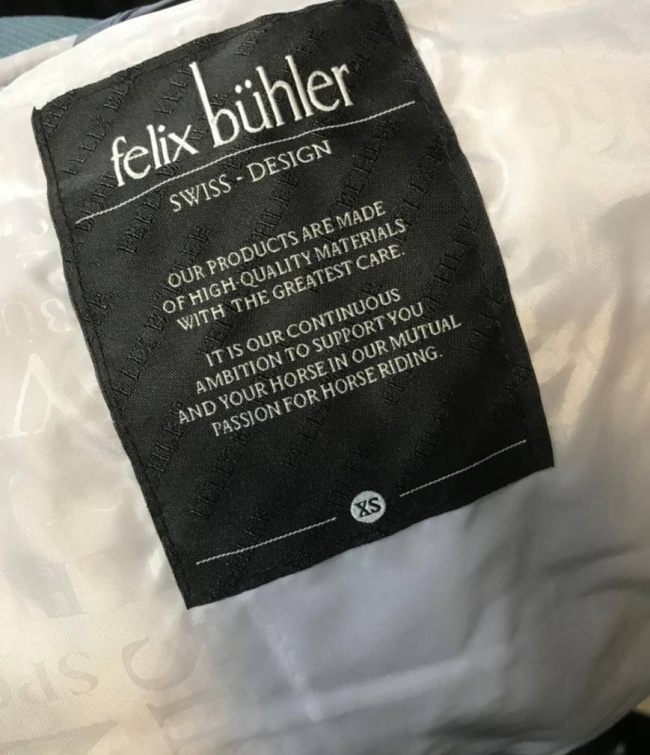 felix bühler
SWISS - DESIGN
OUR PRODUCTS ARE MADE
OF HIGH-QUALITY MATERIALS
WITH THE GREATEST CARE.
IT IS OUR CONTINUOUS
AMBITION TO SUPPORT YOU
AND YOUR HORSE IN OUR MUTUAL
PASSION FOR HORSE RIDING.
XS